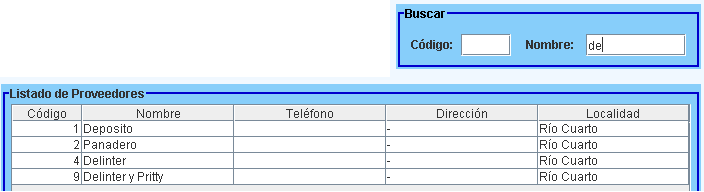 Buscar
Código: Nombre: de
Listado de Proveedores
Código Nombre Teléfono Dirección Localidad
1 Deposito - Río Cuarto
2 Panadero - Río Cuarto
4 Delinter - Río Cuarto
9 Delinter y Pritty - Río Cuarto